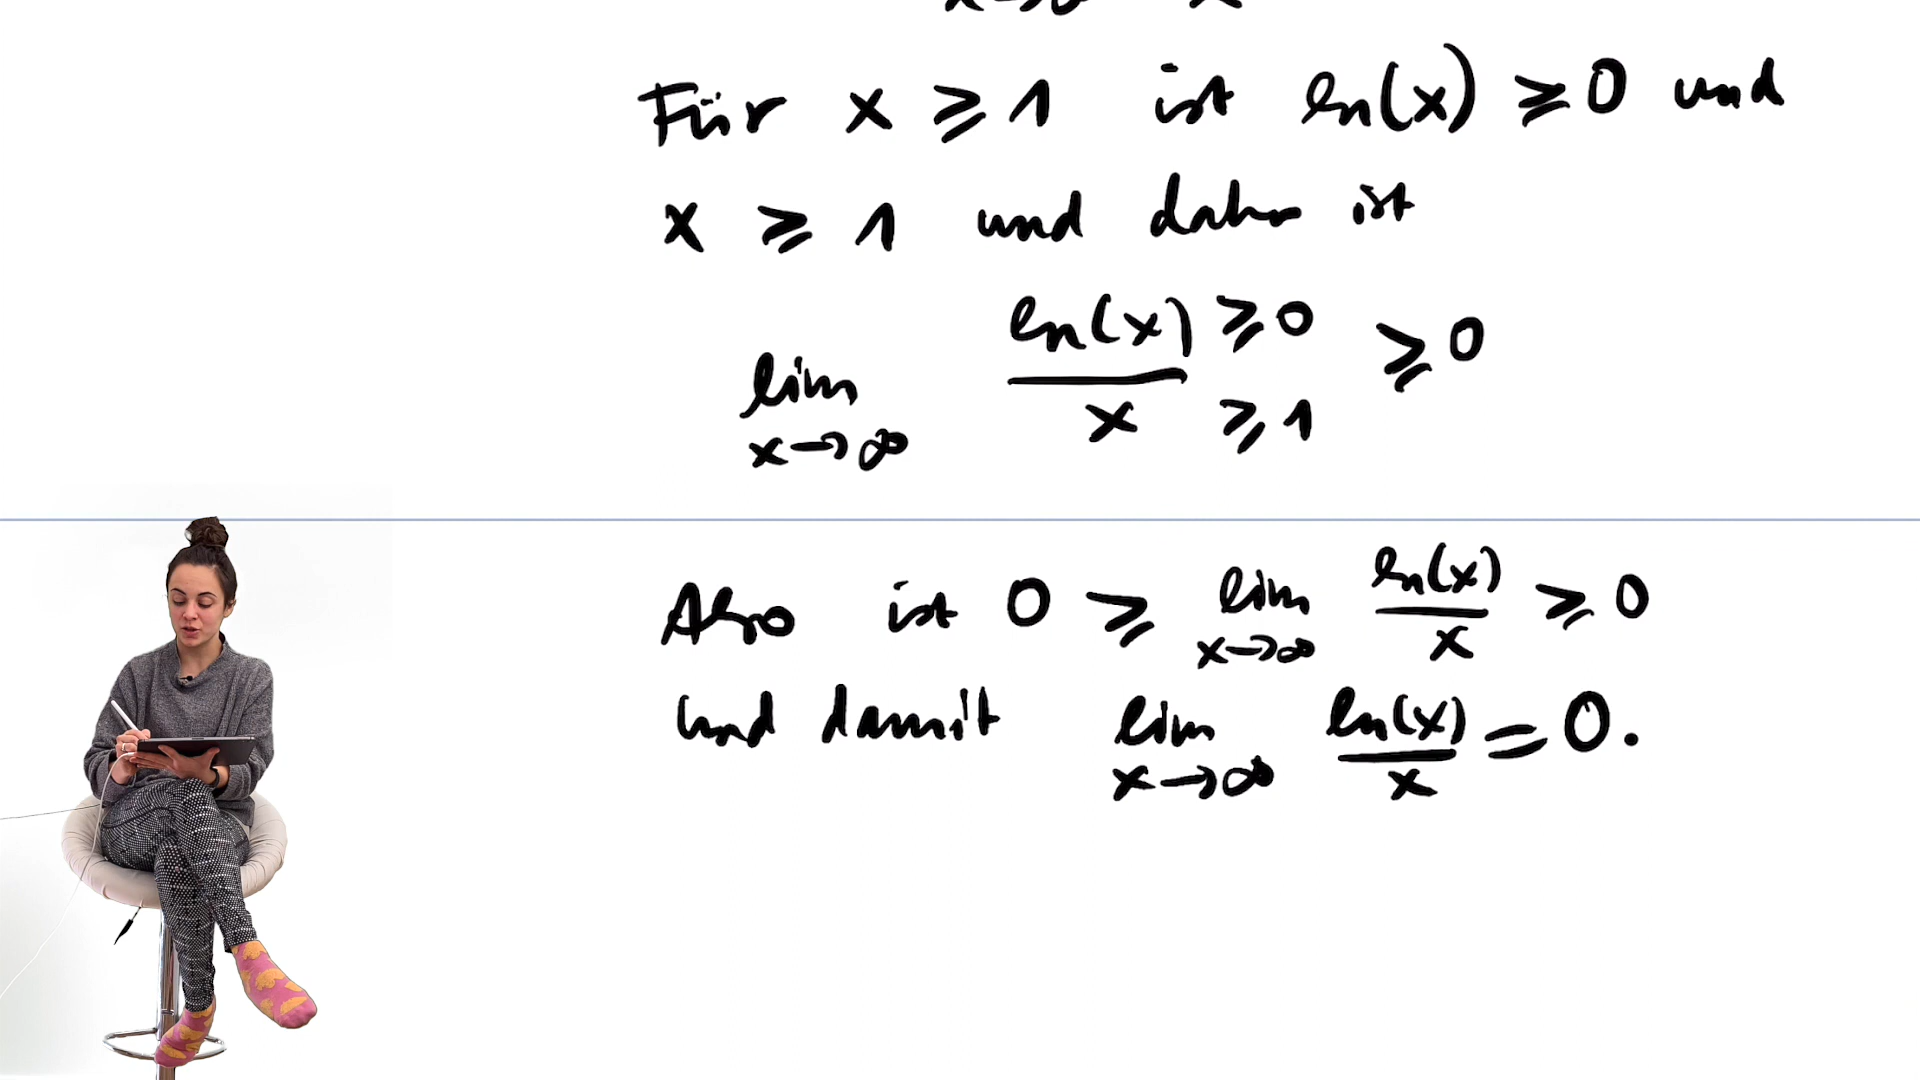 Für x ≥ 1 ist ln(x) ≥ 0 und
x ≥ 1 und daher ist
lim x→∞ ln(x) ≥0 / x ≥1 ≥ 0
Also ist 0 ≥ lim x→∞ ln(x)/x ≥ 0
und damit lim x→∞ ln(x)/x = 0.